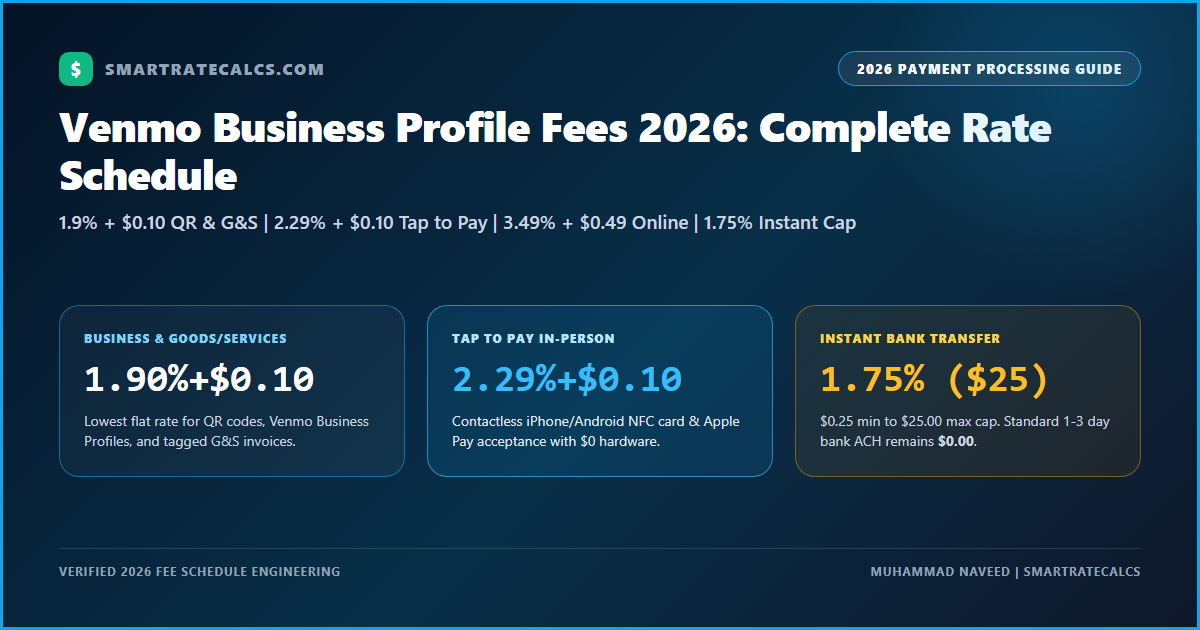 $ SMARTRATECALCS.COM
2026 PAYMENT PROCESSING GUIDE
Venmo Business Profile Fees 2026: Complete Rate
Schedule
1.9% + $0.10 QR & G&S | 2.29% + $0.10 Tap to Pay | 3.49% + $0.49 Online | 1.75% Instant Cap
BUSINESS & GOODS/SERVICES
1.90%+$0.10
Lowest flat rate for QR codes, Venmo Business
Profiles, and tagged G&S invoices.
TAP TO PAY IN-PERSON
2.29%+$0.10
Contactless iPhone/Android NFC card & Apple
Pay acceptance with $0 hardware.
INSTANT BANK TRANSFER
1.75% ($25)
$0.25 min to $25.00 max cap. Standard 1-3 day
bank ACH remains $0.00.
VERIFIED 2026 FEE SCHEDULE ENGINEERING
MUHAMMAD NAVEED | SMARTRATECALCS